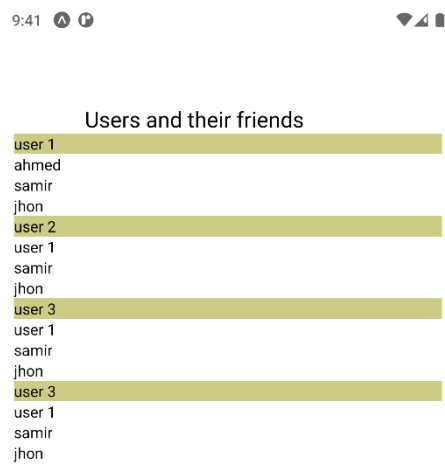 9:41
Users and their friends
user 1
ahmed
samir
jhon
user 2
user 1
samir
jhon
user 3
user 1
samir
jhon
user 3
user 1
samir
jhon